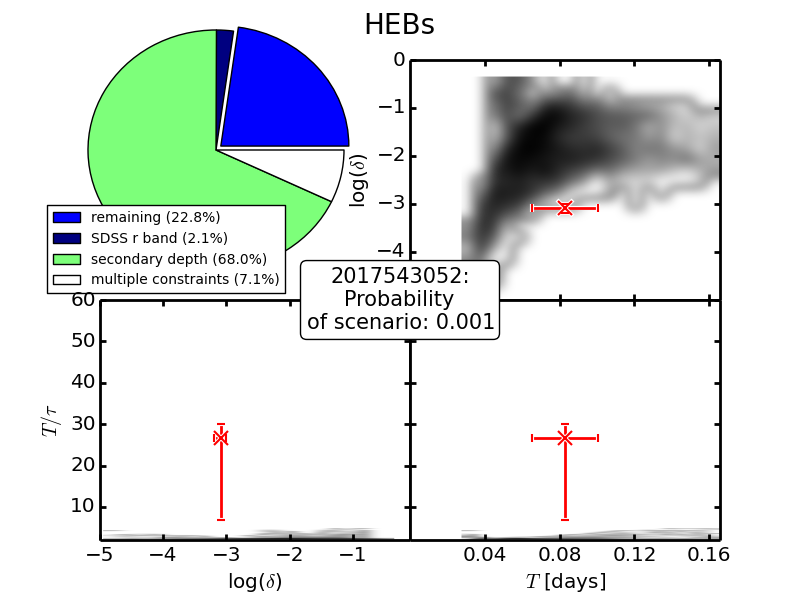 HEBs
remaining (22.8%)
SDSS r band (2.1%)
secondary depth (68.0%)
multiple constraints (7.1%)
log(δ)
0
−1
−2
−3
−4
2017543052:
Probability
of scenario: 0.001
T/τ
60
50
40
30
20
10
−5 −4 −3 −2 −1
log(δ)
0.04 0.08 0.12 0.16
T [days]